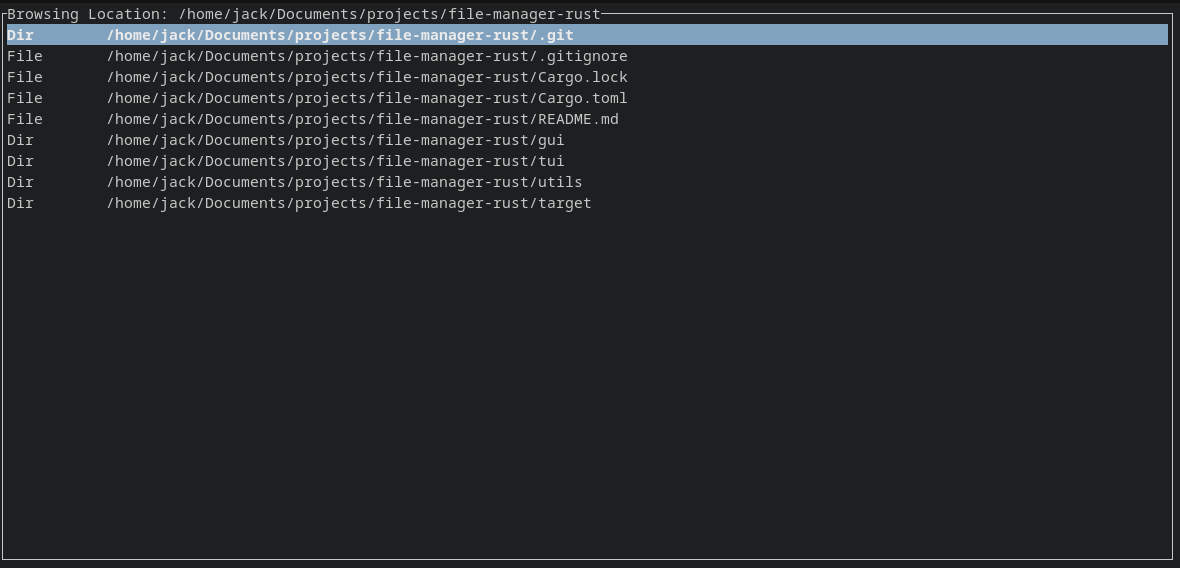 Browsing Location: /home/jack/Documents/projects/file-manager-rust
Dir /home/jack/Documents/projects/file-manager-rust/.git
File /home/jack/Documents/projects/file-manager-rust/.gitignore
File /home/jack/Documents/projects/file-manager-rust/Cargo.lock
File /home/jack/Documents/projects/file-manager-rust/Cargo.toml
File /home/jack/Documents/projects/file-manager-rust/README.md
Dir /home/jack/Documents/projects/file-manager-rust/gui
Dir /home/jack/Documents/projects/file-manager-rust/tui
Dir /home/jack/Documents/projects/file-manager-rust/utils
Dir /home/jack/Documents/projects/file-manager-rust/target